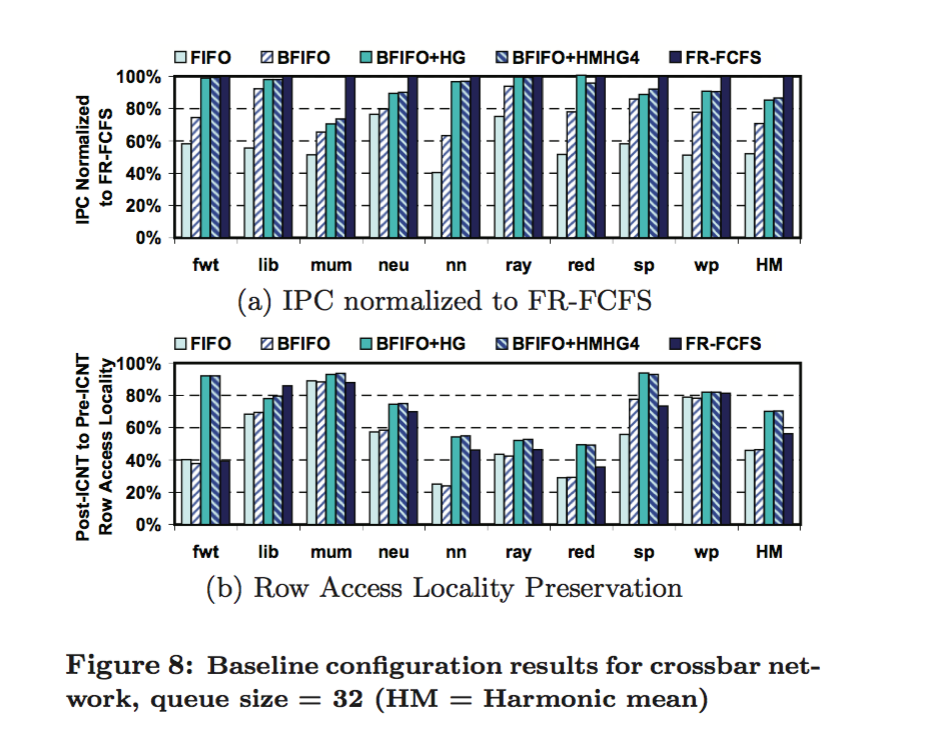 FIFO BFIFO BFIFO+HG BFIFO+HMHG4 FR-FCFS
IPC Normalized
to FR-FCFS
100%
80%
60%
40%
20%
0%
fwt lib mum neu nn ray red sp wp HM
(a) IPC normalized to FR-FCFS
FIFO BFIFO BFIFO+HG BFIFO+HMHG4 FR-FCFS
Post-ICNT to Pre-ICNT
Row Access Locality
100%
80%
60%
40%
20%
0%
fwt lib mum neu nn ray red sp wp HM
(b) Row Access Locality Preservation
Figure 8: Baseline configuration results for crossbar net-
work, queue size = 32 (HM = Harmonic mean)